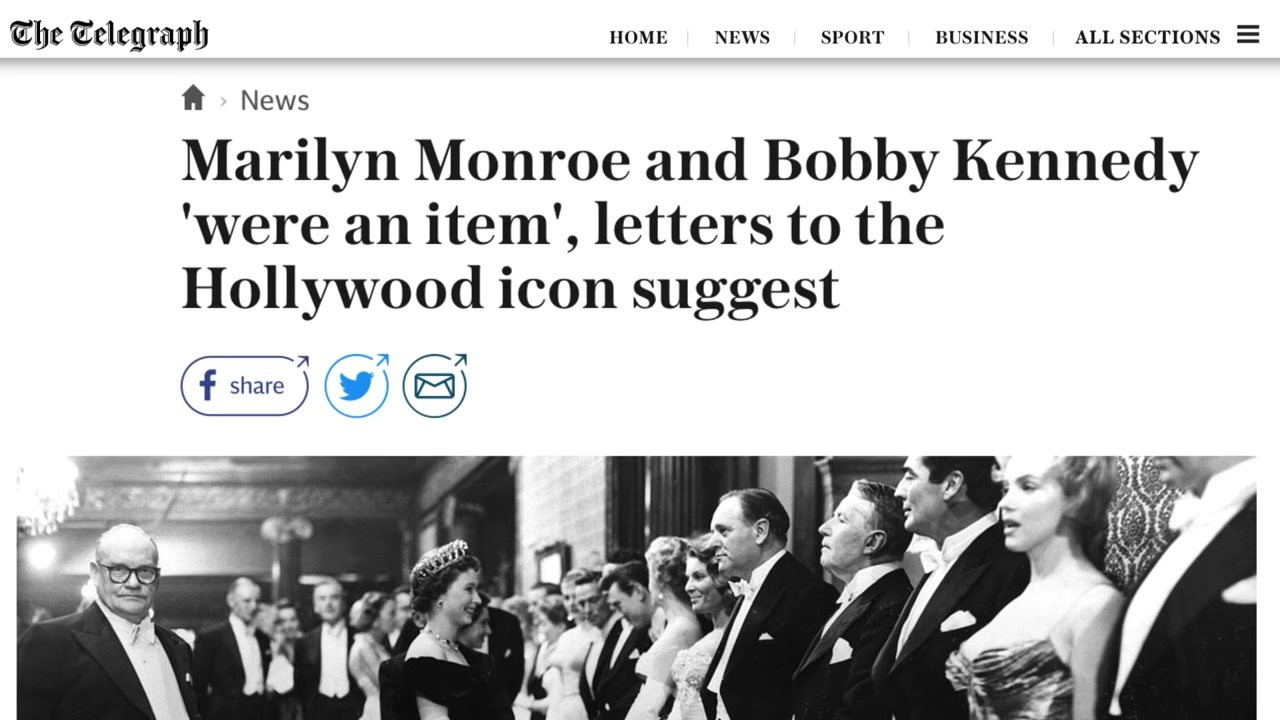 The Telegraph
HOME NEWS SPORT BUSINESS ALL SECTIONS
News
Marilyn Monroe and Bobby Kennedy
'were an item', letters to the
Hollywood icon suggest
share